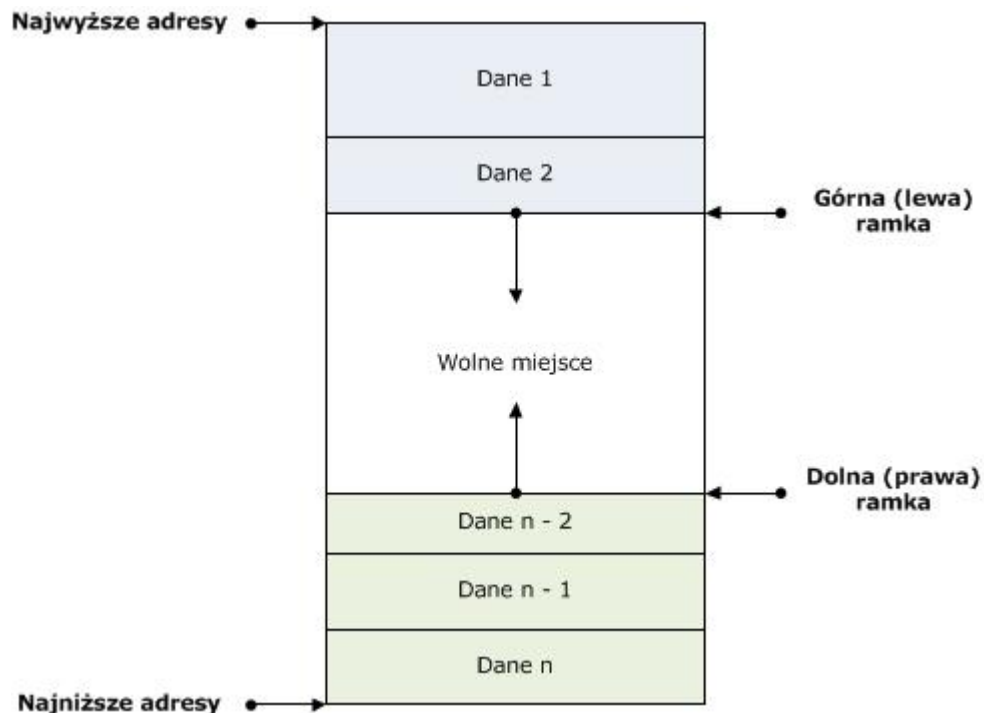 Najwyższe adresy
Dane 1
Dane 2
Górna (lewa)
ramka
Wolne miejsce
Dolna (prawa)
ramka
Dane n - 2
Dane n - 1
Dane n
Najniższe adresy